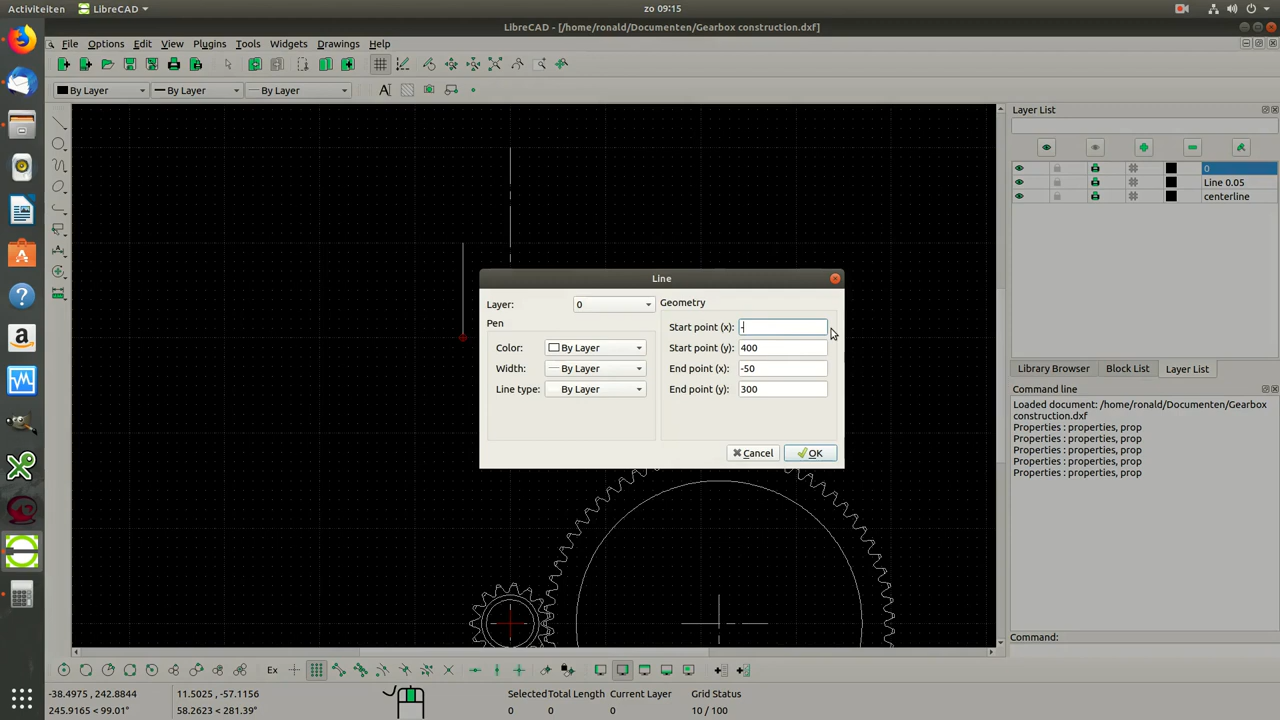 Activiteiten
LibreCAD
zo 09:15
LibreCAD - [/home/ronald/Documenten/Gearbox construction.dxf]
File Options Edit View Plugins Tools Widgets Drawings Help
By Layer
By Layer
By Layer
Layer List
0
Line 0.05
centerline
Line
Layer: 0
Pen
Color: By Layer
Width: By Layer
Line type: By Layer
Geometry
Start point (x): -
Start point (y): 400
End point (x): -50
End point (y): 300
Cancel
OK
Library Browser Block List Layer List
Command line
Loaded document: /home/ronald/Documenten/Gearbox
construction.dxf
Properties : properties, prop
Properties : properties, prop
Properties : properties, prop
Properties : properties, prop
Properties : properties, prop
Command:
Ex
-38.4975, 242.8844
245.9165 < 99.01°
11.5025, -57.1156
58.2623 < 281.39°
Selected Total Length Current Layer Grid Status
0 0 0 10 / 100